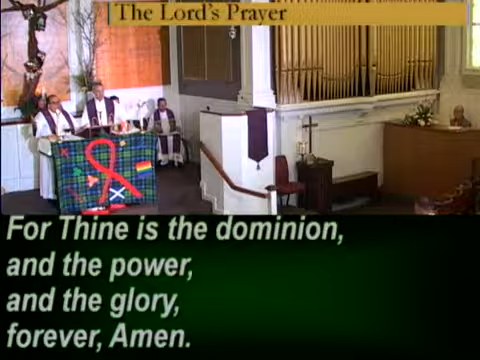 The Lord's Prayer
For Thine is the dominion,
and the power,
and the glory,
forever, Amen.